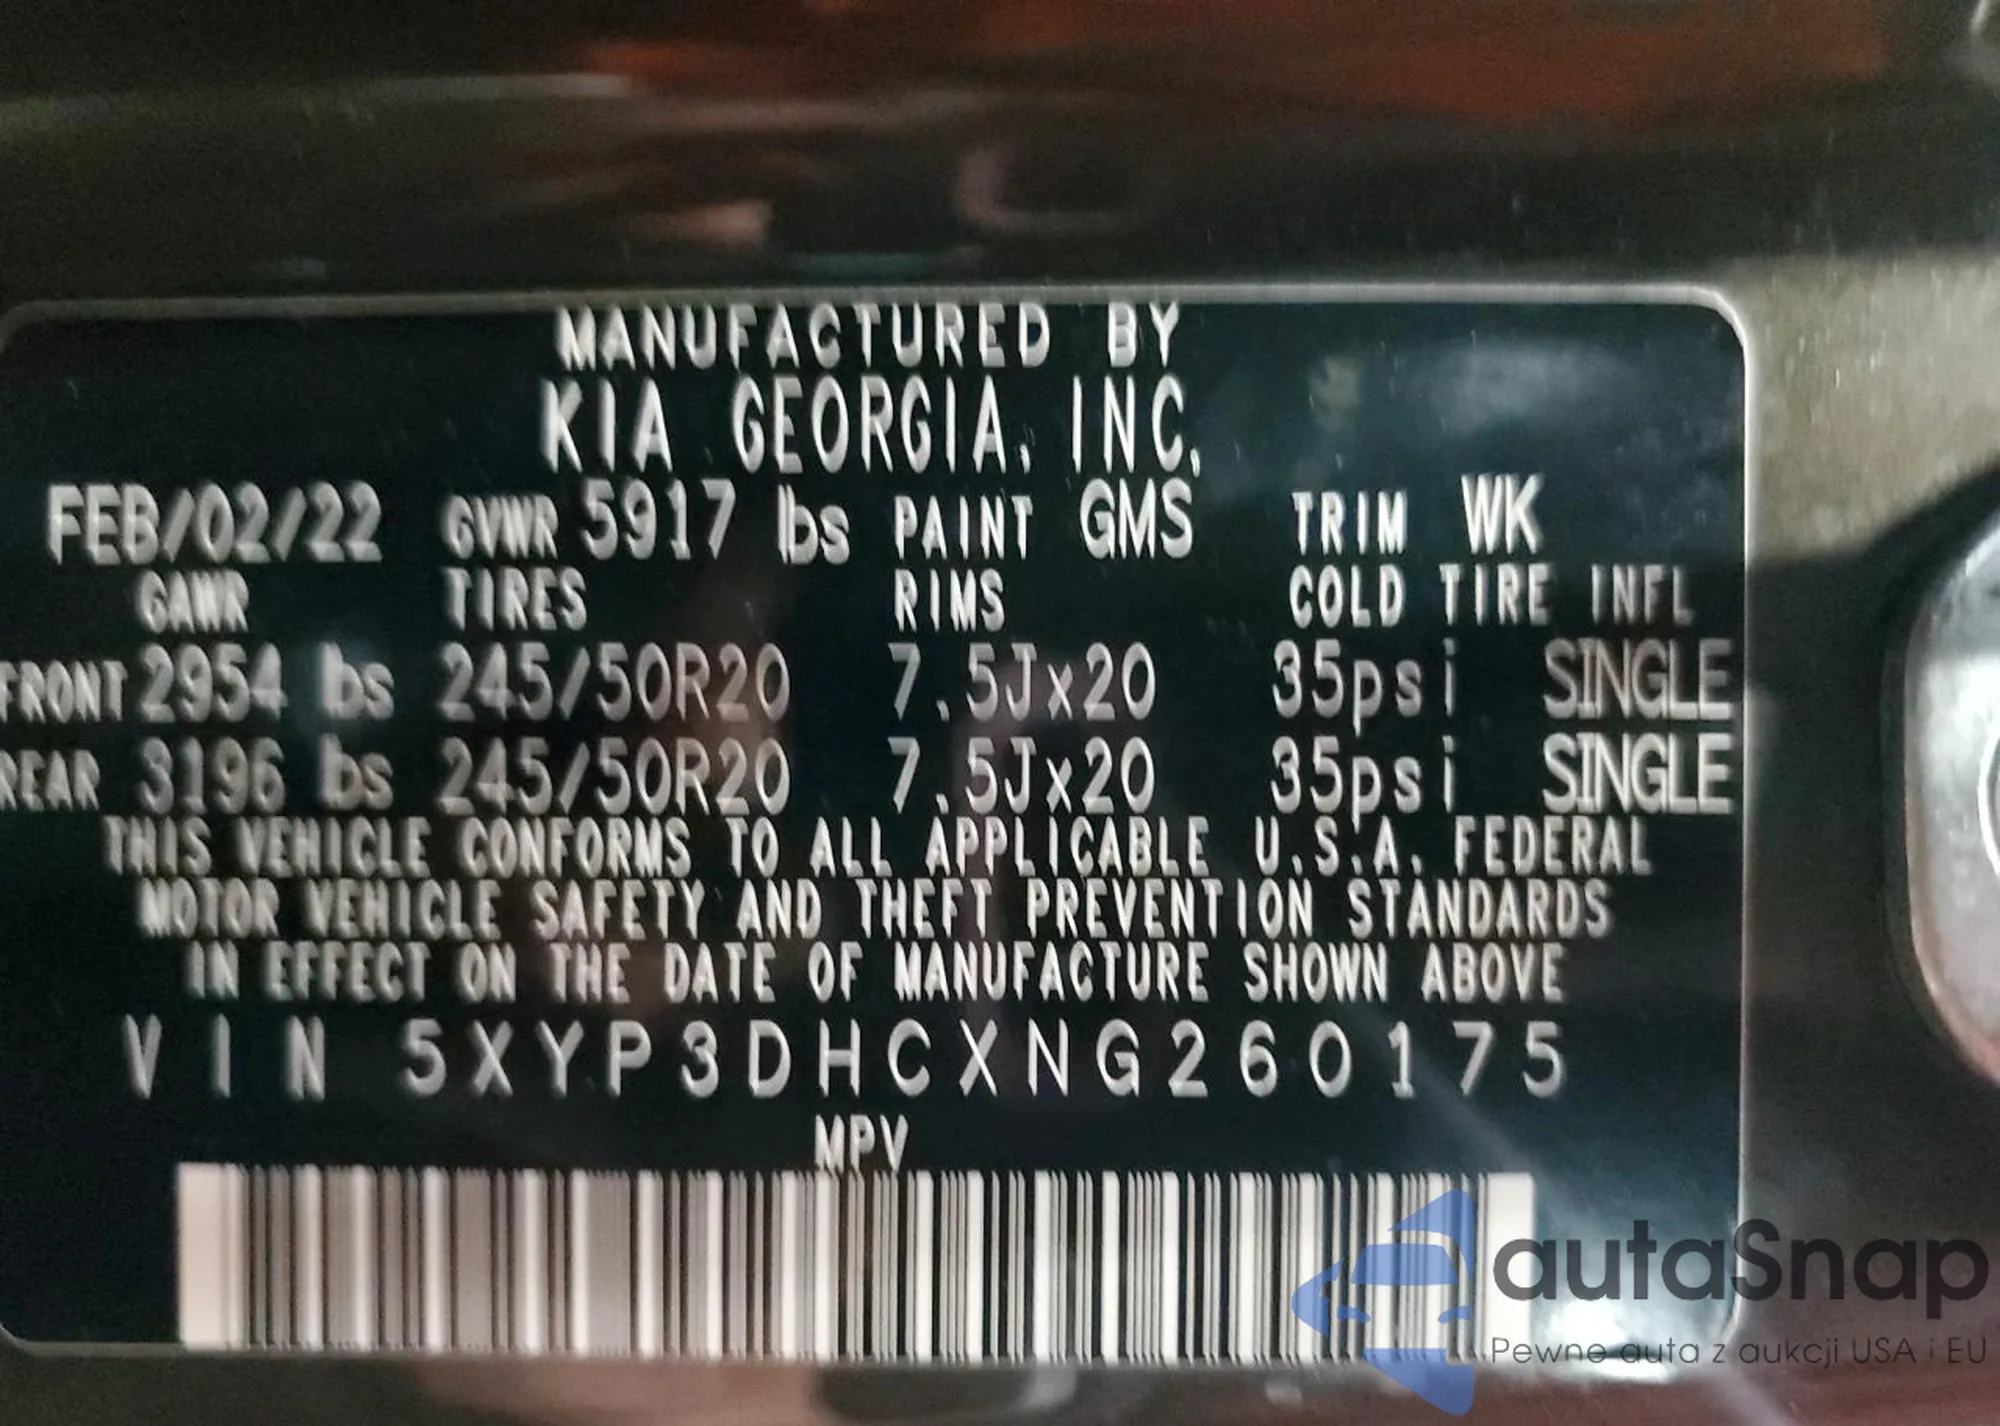 MANUFACTURED BY
KIA GEORGIA, INC.
FEB/02/22 GVWR 5917 lbs PAINT GMS TRIM WK
GAWR TIRES RIMS COLD TIRE INFL
FRONT 2954 lbs 245/50R20 7.5Jx20 35psi SINGLE
REAR 3196 lbs 245/50R20 7.5Jx20 35psi SINGLE
THIS VEHICLE CONFORMS TO ALL APPLICABLE U.S.A. FEDERAL
MOTOR VEHICLE SAFETY AND THEFT PREVENTION STANDARDS
IN EFFECT ON THE DATE OF MANUFACTURE SHOWN ABOVE
VIN 5XYP3DHCXNG260175
MPV
autaSnap
Pewne auta z aukcji USA i EU